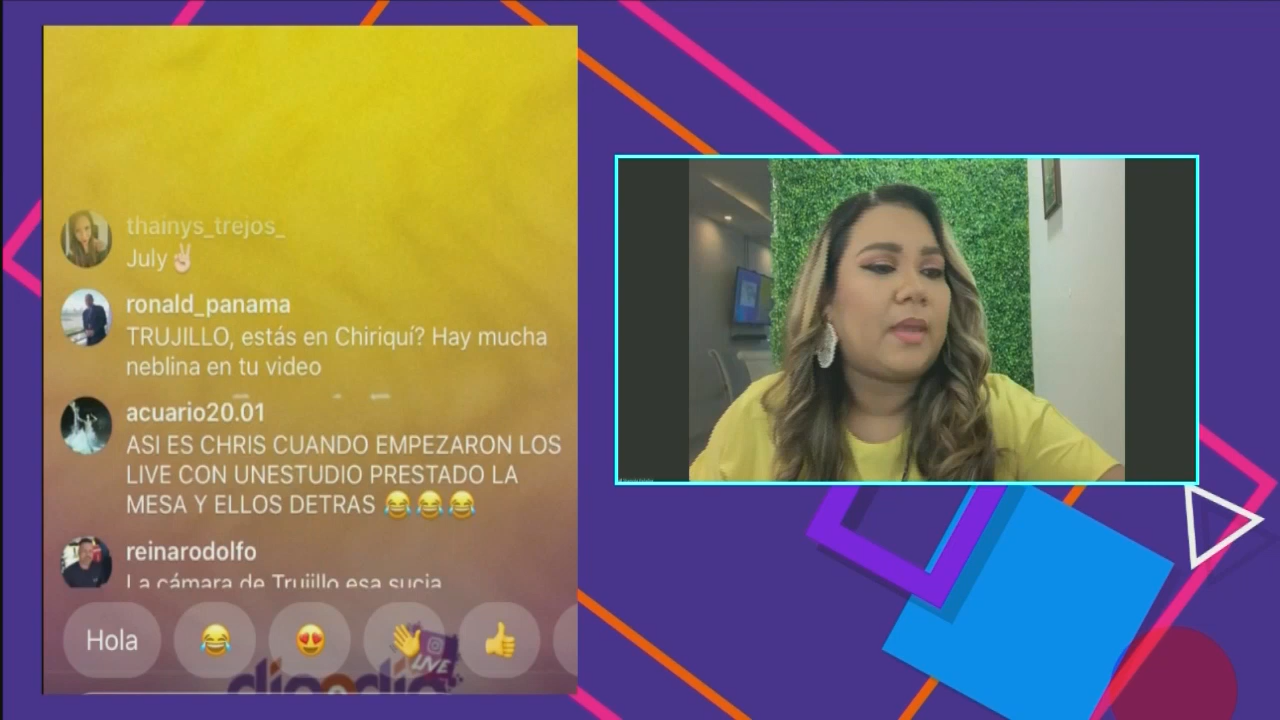 thainys_trejos_
July✌🏻
ronald_panama
TRUJILLO, estás en Chiriquí? Hay mucha
neblina en tu video
acuario20.01
ASI ES CHRIS CUANDO EMPEZARON LOS
LIVE CON UNESTUDIO PRESTADO LA
MESA Y ELLOS DETRAS 😂😂😂
reinarodolfo
La cámara de Trujillo esa sucia
Hola 😂 😍 👋 👍
LIVE